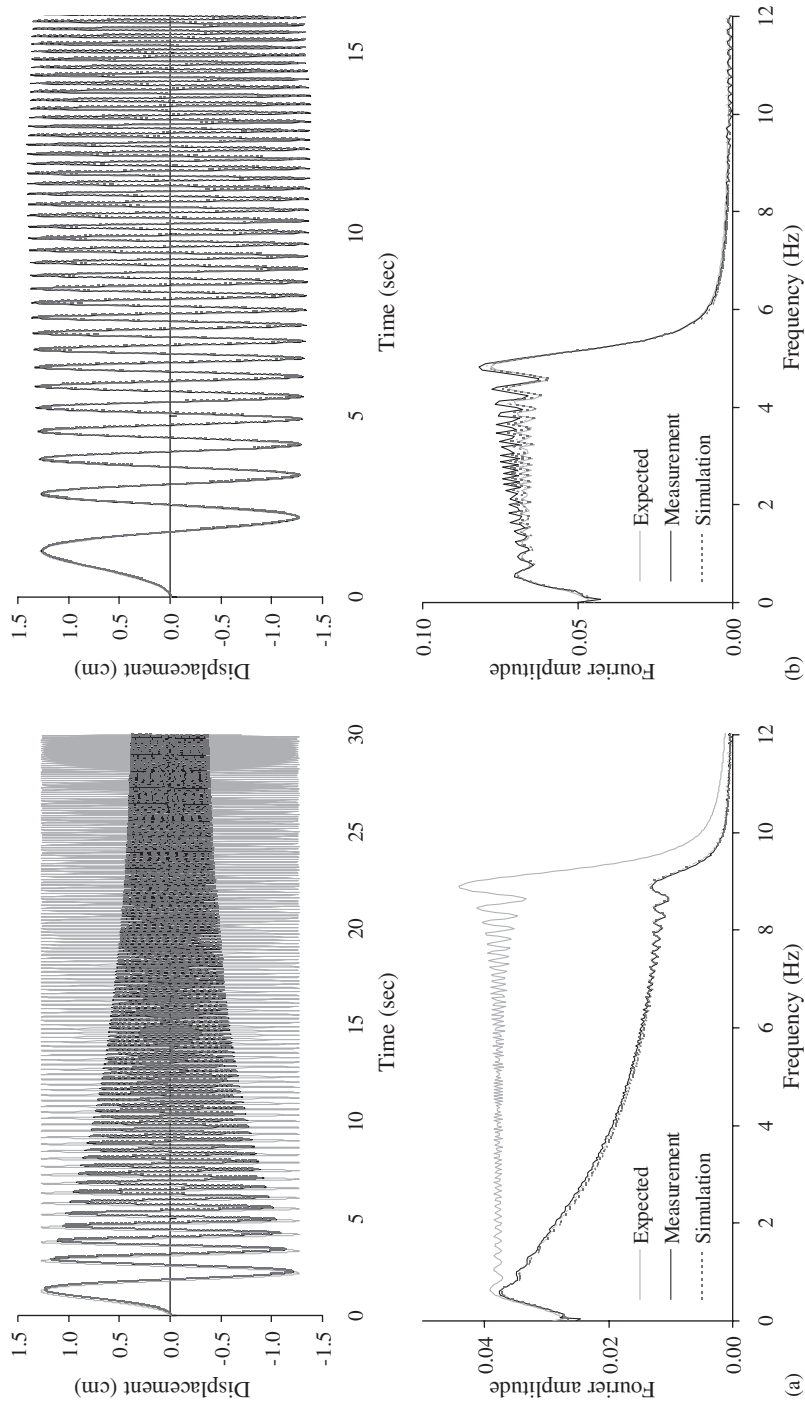 1.5
1.0
0.5
0.0
-0.5
-1.0
-1.5
Displacement (cm)
0 5 10 15 20 25 30
Time (sec)
0.04
0.02
0.00
Fourier amplitude
Expected
Measurement
Simulation
0 2 4 6 8 10 12
Frequency (Hz)
(a)
1.5
1.0
0.5
0.0
-0.5
-1.0
-1.5
Displacement (cm)
0 5 10 15
Time (sec)
0.10
0.05
0.00
Fourier amplitude
Expected
Measurement
Simulation
0 2 4 6 8 10 12
Frequency (Hz)
(b)